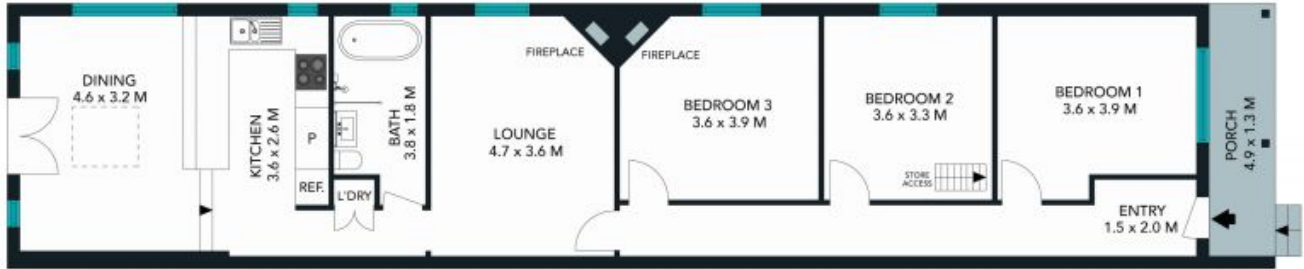 DINING
4.6 x 3.2 M
KITCHEN
3.6 x 2.6 M
P
REF.
BATH
3.8 x 1.8 M
L'DRY
LOUNGE
4.7 x 3.6 M
FIREPLACE
FIREPLACE
BEDROOM 3
3.6 x 3.9 M
BEDROOM 2
3.6 x 3.3 M
STORE
ACCESS
BEDROOM 1
3.6 x 3.9 M
ENTRY
1.5 x 2.0 M
PORCH
4.9 x 1.3 M